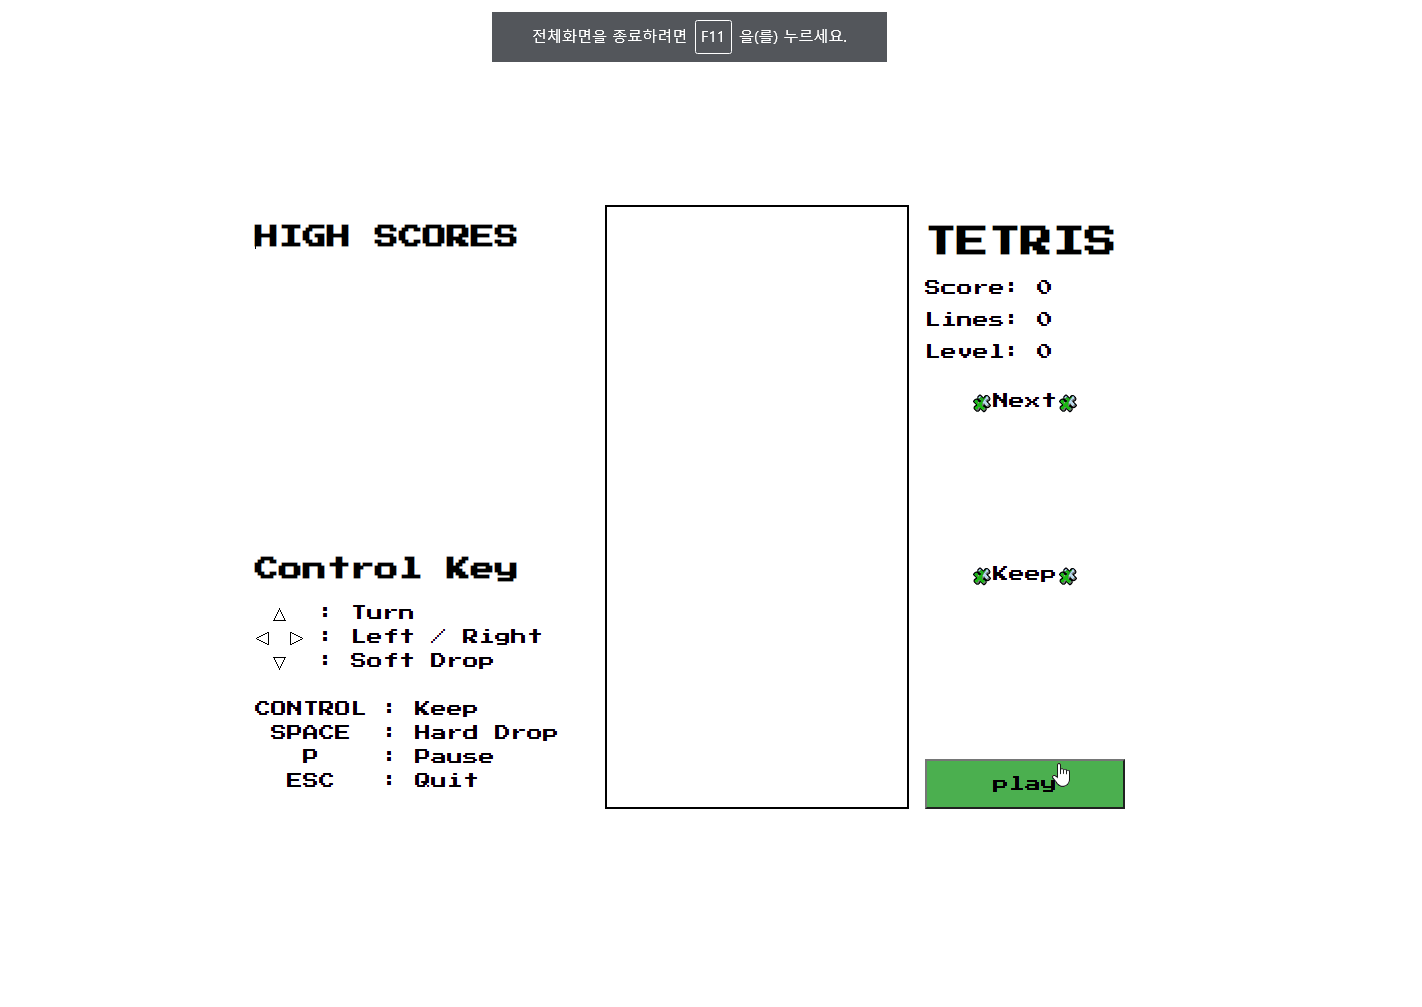 전체화면을 종료하려면 F11 을(를) 누르세요.
HIGH SCORES
TETRIS
Score: 0
Lines: 0
Level: 0
Next
Keep
Control Key
△ : Turn
◁ ▷ : Left / Right
▽ : Soft Drop
CONTROL : Keep
SPACE : Hard Drop
P : Pause
ESC : Quit
play